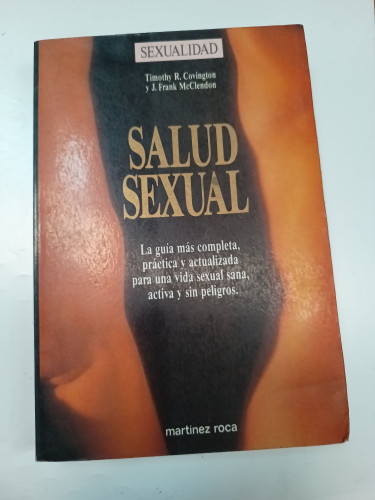 SEXUALIDAD
Timothy R. Covington
y J. Frank McClendon
SALUD
SEXUAL
La guía más completa,
práctica y actualizada
para una vida sexual sana,
activa y sin peligros.
martinez roca